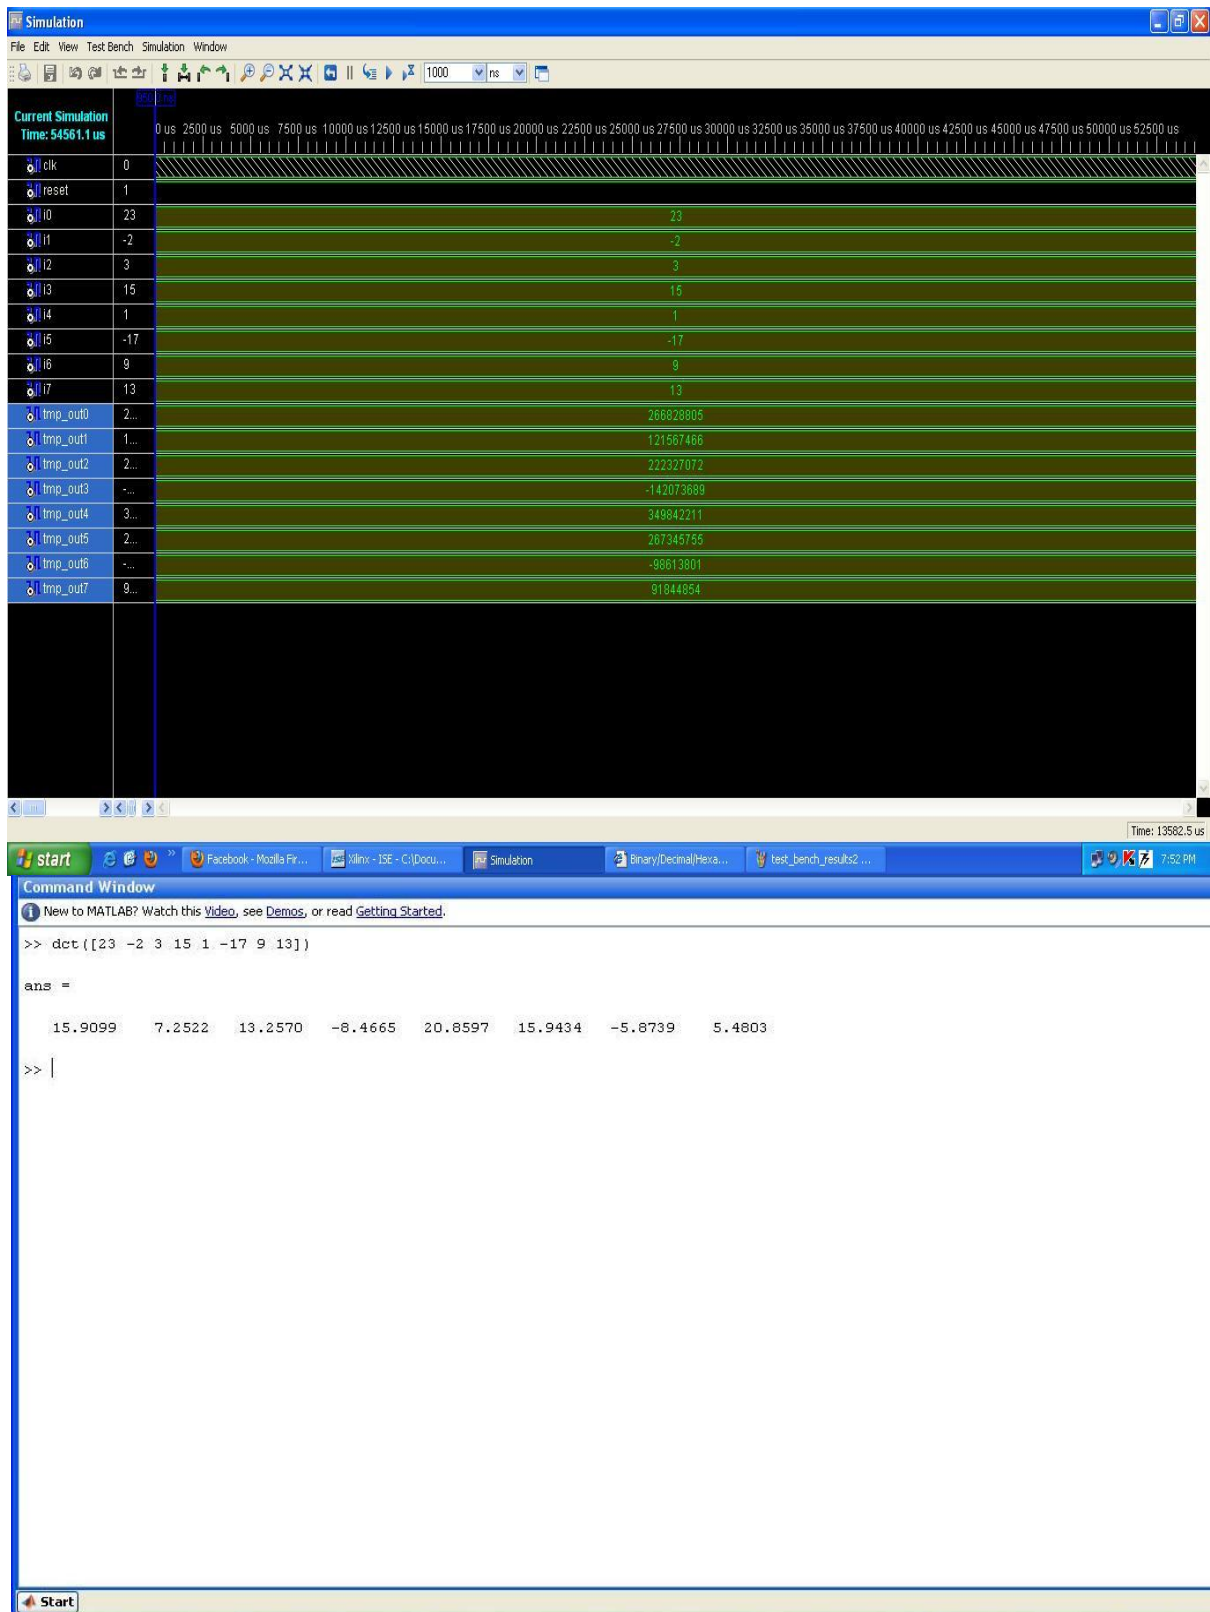 Simulation
File Edit View Test Bench Simulation Window
1000 ns
Current Simulation
Time: 54561.1 us
0 us 2500 us 5000 us 7500 us 10000 us 12500 us 15000 us 17500 us 20000 us 22500 us 25000 us 27500 us 30000 us 32500 us 35000 us 37500 us 40000 us 42500 us 45000 us 47500 us 50000 us 52500 us
clk 0
reset 1
i0 23 23
i1 -2 -2
i2 3 3
i3 15 15
i4 1 1
i5 -17 -17
i6 9 9
i7 13 13
tmp_out0 2... 266828805
tmp_out1 1... 121567466
tmp_out2 2... 222327072
tmp_out3 -... -142073689
tmp_out4 3... 349842211
tmp_out5 2... 267345755
tmp_out6 -... -98613801
tmp_out7 9... 91844854
Time: 13582.5 us
start Facebook - Mozilla Fir... Xilinx - ISE - C:\Docu... Simulation Binary/Decimal/Hexa... test_bench_results2 ... 7:52 PM
Command Window
New to MATLAB? Watch this Video, see Demos, or read Getting Started.
>> dct([23 -2 3 15 1 -17 9 13])
ans =
15.9099 7.2522 13.2570 -8.4665 20.8597 15.9434 -5.8739 5.4803
>>
Start